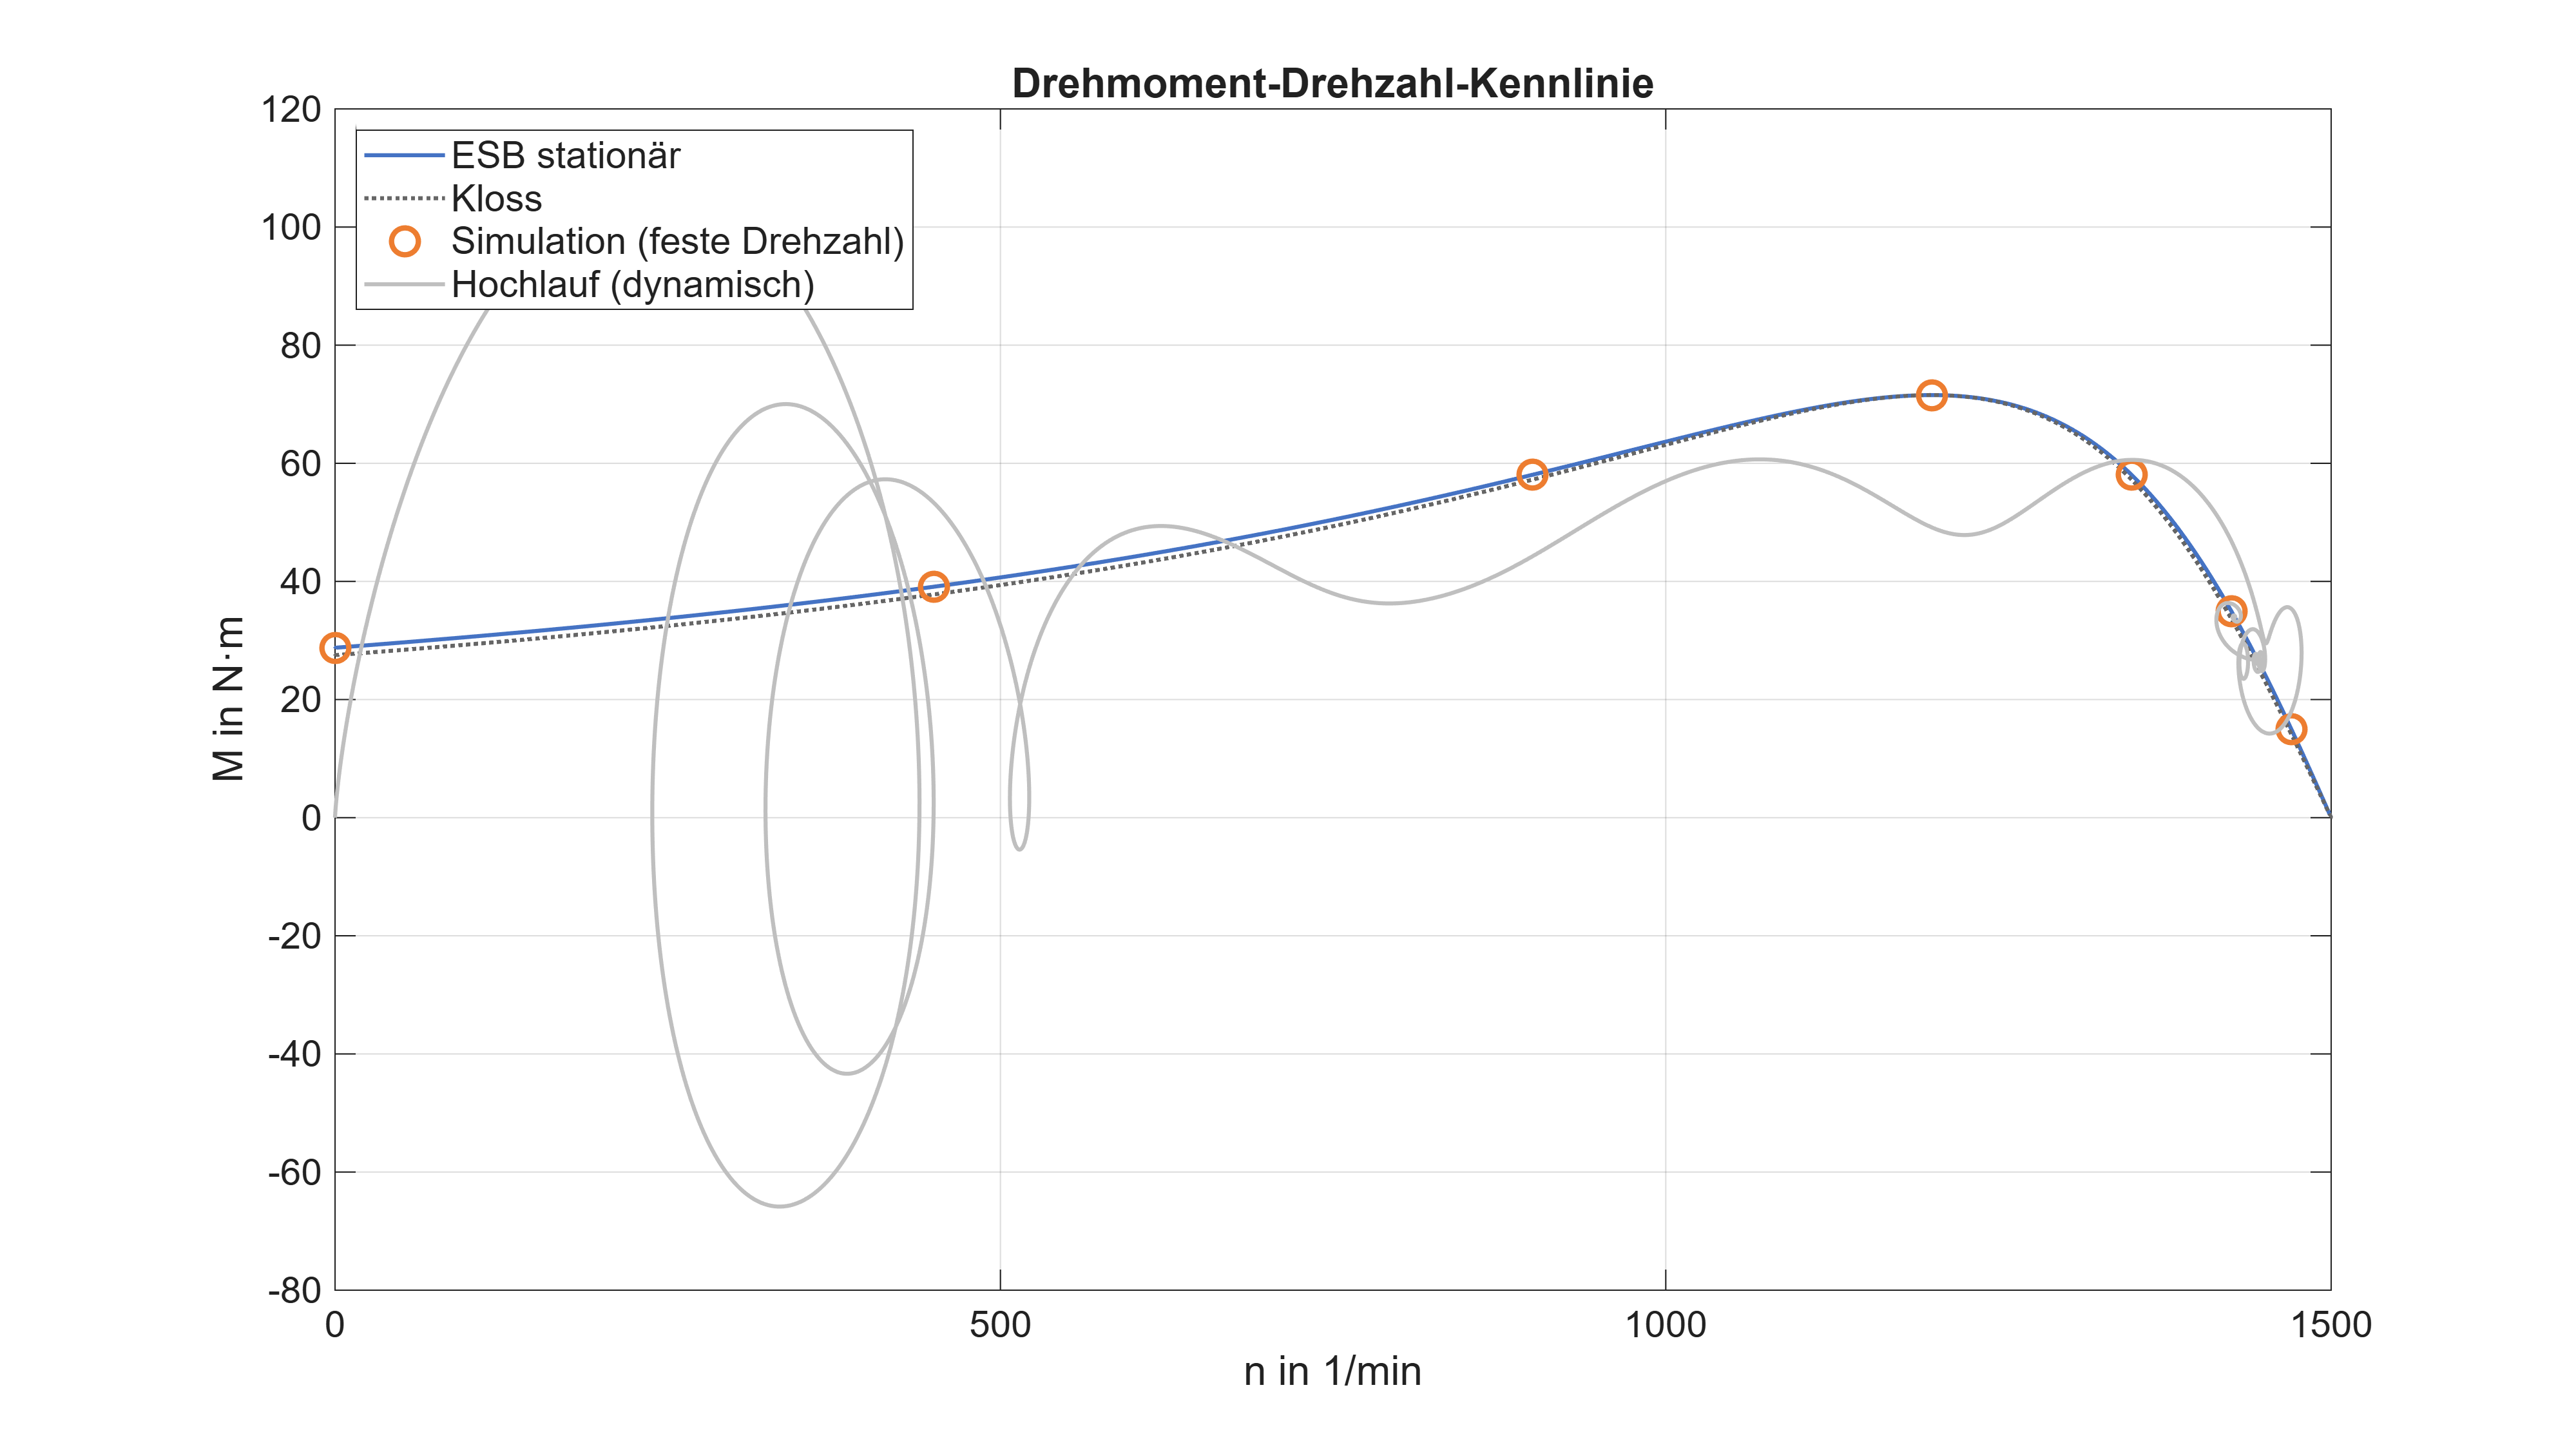 Drehmoment-Drehzahl-Kennlinie
120
100
80
60
40
20
0
-20
-40
-60
-80
M in N·m
ESB stationär
Kloss
Simulation (feste Drehzahl)
Hochlauf (dynamisch)
0 500 1000 1500
n in 1/min